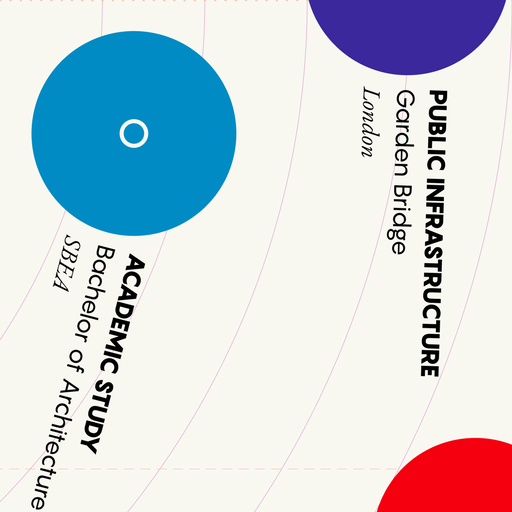 ACADEMIC STUDY
Bachelor of Architecture
SBEA
PUBLIC INFRASTRUCTURE
Garden Bridge
London